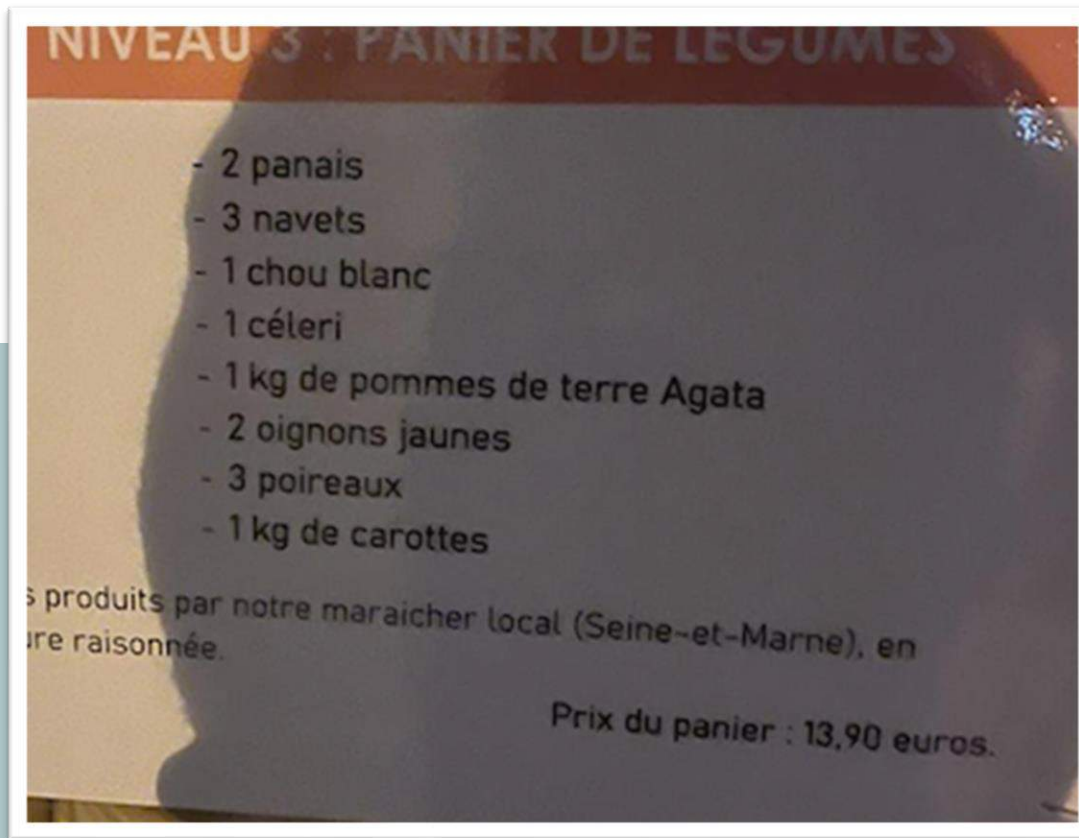 NIVEAU 3 : PANIER DE LEGUMES
- 2 panais
- 3 navets
- 1 chou blanc
- 1 céleri
- 1 kg de pommes de terre Agata
- 2 oignons jaunes
- 3 poireaux
- 1 kg de carottes
produits par notre maraicher local (Seine-et-Marne), en
raisonnée.
Prix du panier : 13,90 euros.